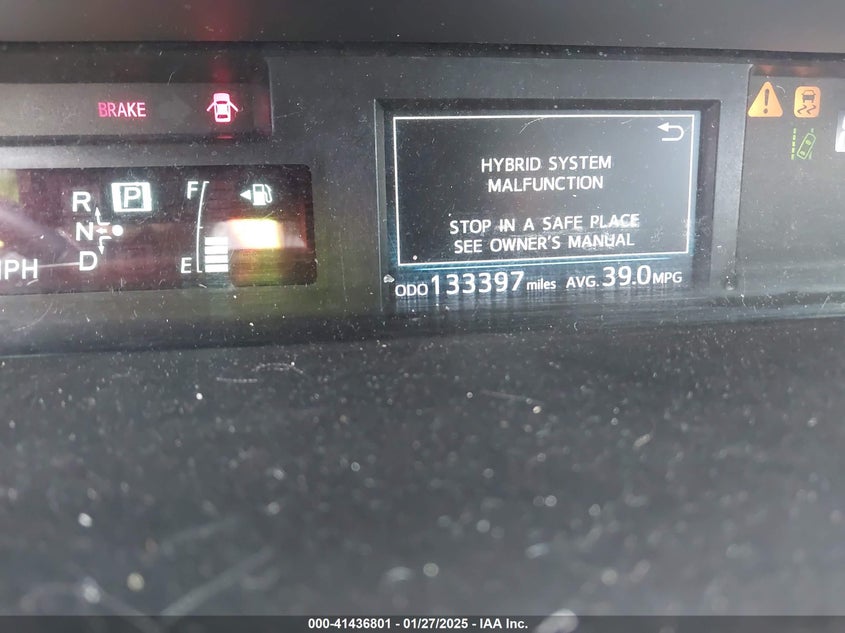 BRAKE
HYBRID SYSTEM
MALFUNCTION
STOP IN A SAFE PLACE
SEE OWNER'S MANUAL
ODO 133397 miles AVG. 39.0 MPG
R
P
N
D
F
E
MPH
000-41436801 - 01/27/2025 - IAA Inc.